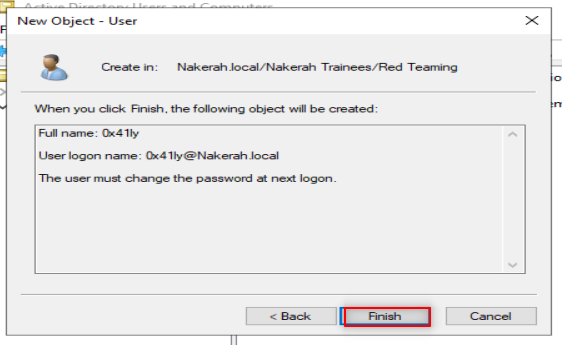 Active Directory Users and Computers
New Object - User
Create in: Nakerah.local/Nakerah Trainees/Red Teaming
When you click Finish, the following object will be created:
Full name: 0x41ly
User logon name: 0x41ly@Nakerah.local
The user must change the password at next logon.
< Back Finish Cancel